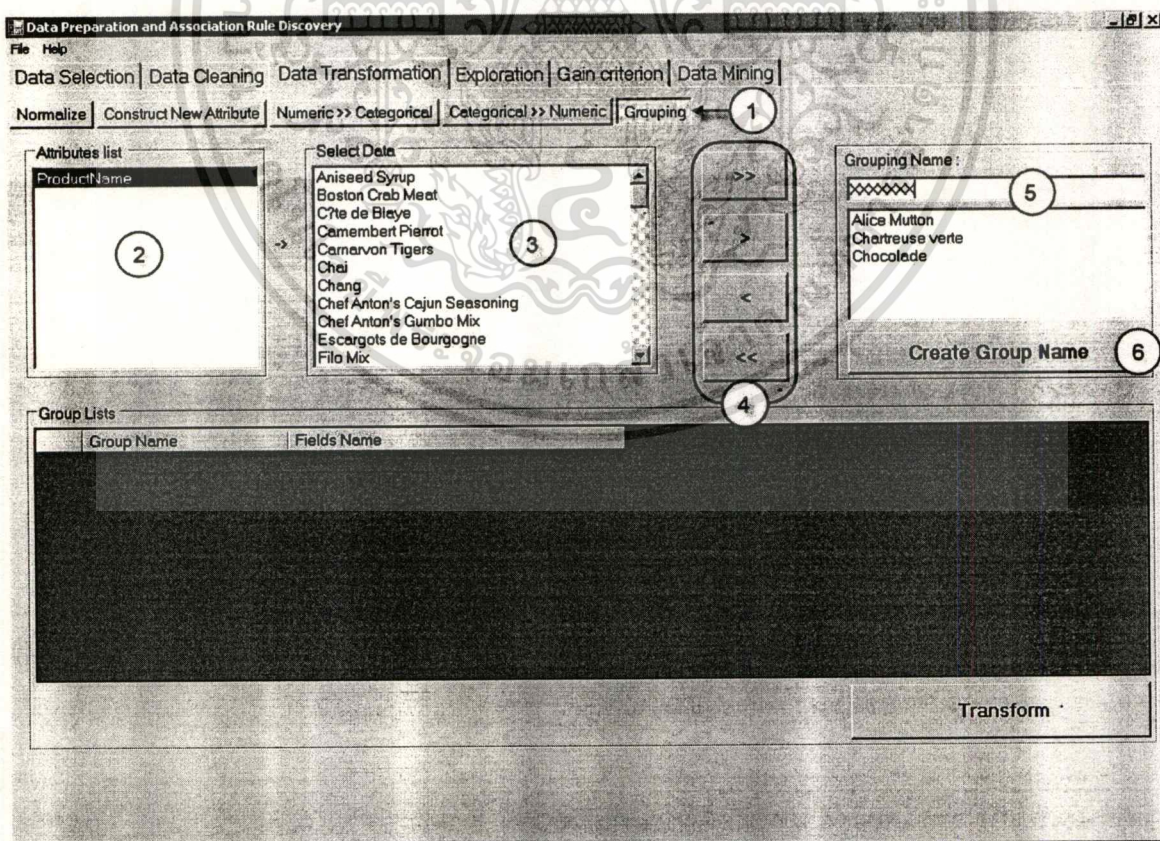 Data Preparation and Association Rule Discovery
File Help
Data Selection Data Cleaning Data Transformation Exploration Gain criterion Data Mining
Normalize Construct New Attribute Numeric >> Categorical Categorical >> Numeric Grouping 1
Attributes list
ProductName
2
->
Select Data
Aniseed Syrup
Boston Crab Meat
C?te de Blaye
Camembert Pierrot
Carnarvon Tigers
Chai
Chang
Chef Anton's Cajun Seasoning
Chef Anton's Gumbo Mix
Escargots de Bourgogne
Filo Mix
3
>>
>
<
<<
4
Grouping Name :
xxxxxxx
5
Alice Mutton
Chartreuse verte
Chocolade
Create Group Name 6
Group Lists
Group Name Fields Name
Transform